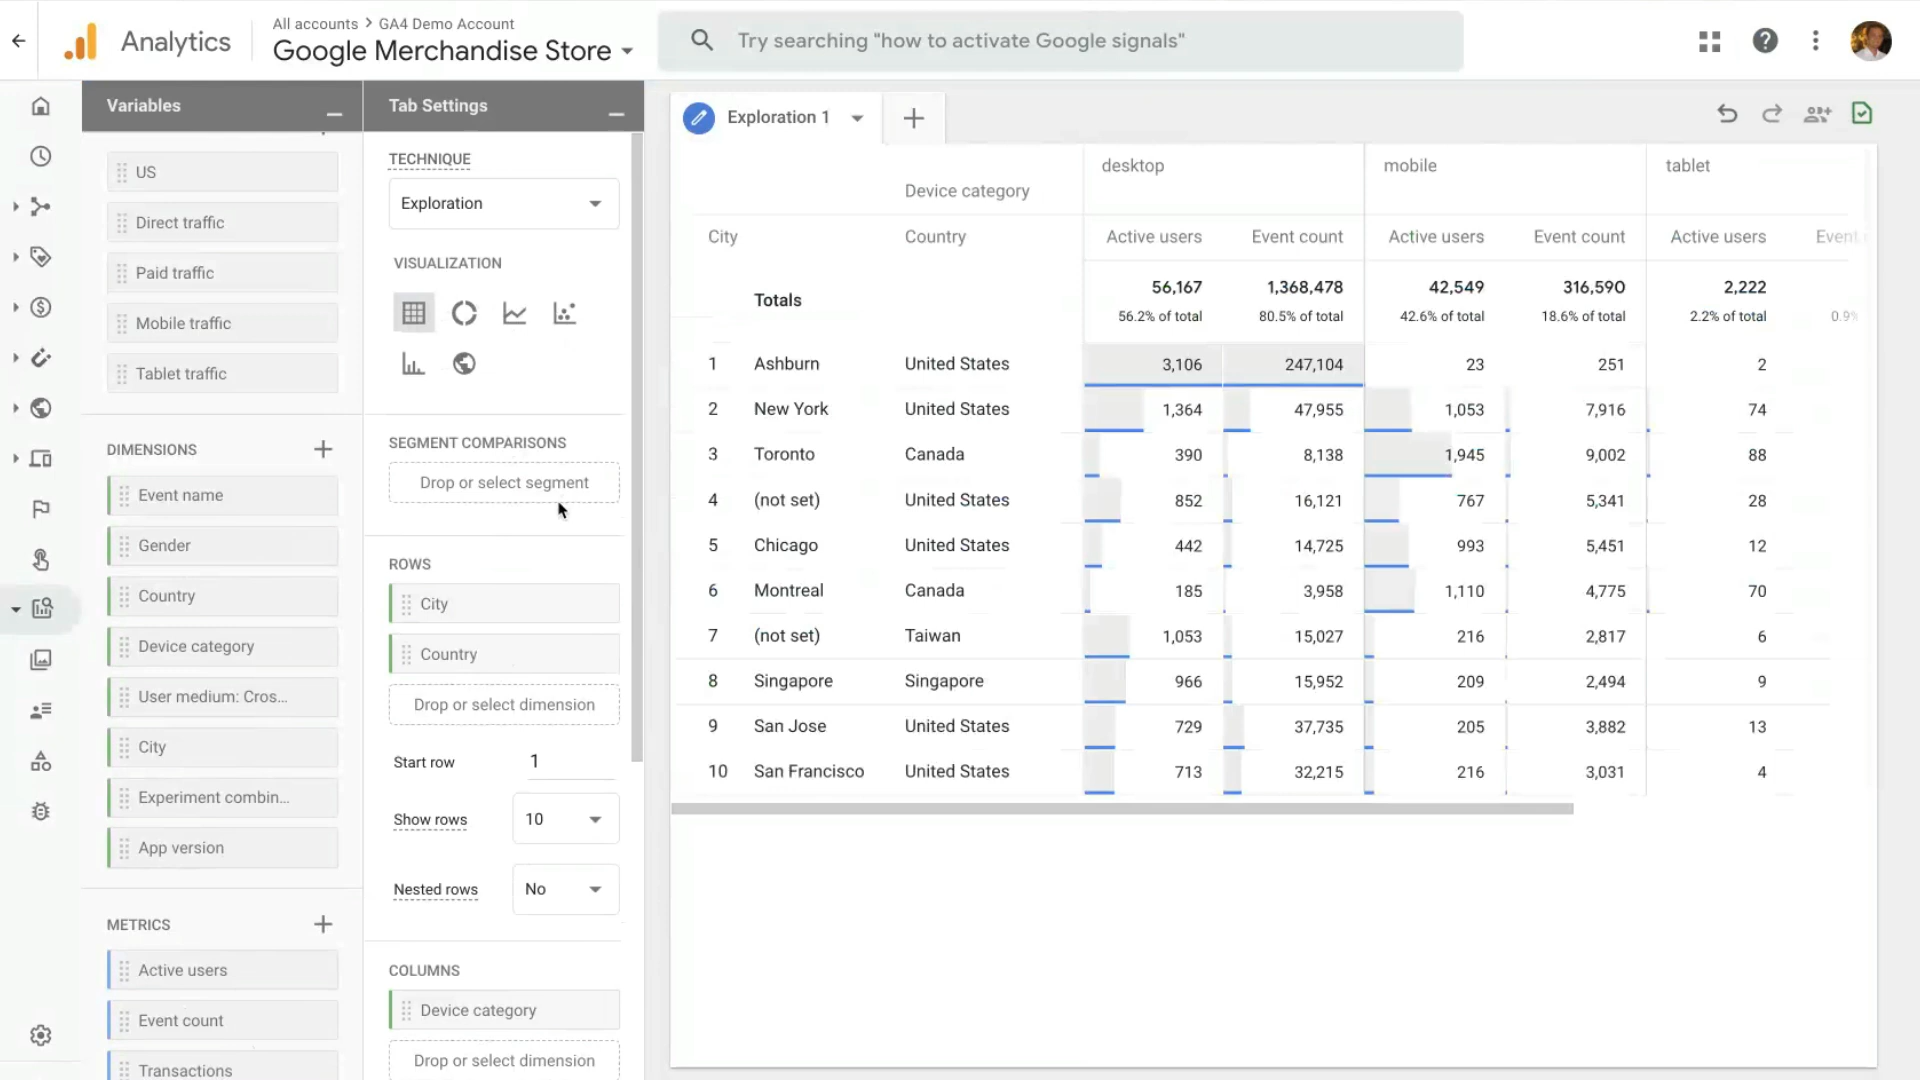 All accounts > GA4 Demo Account
Analytics
Google Merchandise Store
Try searching "how to activate Google signals"
Variables
US
Direct traffic
Paid traffic
Mobile traffic
Tablet traffic
DIMENSIONS
Event name
Gender
Country
Device category
User medium: Cros...
City
Experiment combin...
App version
METRICS
Active users
Event count
Transactions
Tab Settings
TECHNIQUE
Exploration
VISUALIZATION
SEGMENT COMPARISONS
Drop or select segment
ROWS
City
Country
Drop or select dimension
Start row 1
Show rows 10
Nested rows No
COLUMNS
Device category
Drop or select dimension
Exploration 1
desktop mobile tablet
Device category
City Country Active users Event count Active users Event count Active users Event
Totals 56,167 1,368,478 42,549 316,590 2,222
56.2% of total 80.5% of total 42.6% of total 18.6% of total 2.2% of total 0.9%
1 Ashburn United States 3,106 247,104 23 251 2
2 New York United States 1,364 47,955 1,053 7,916 74
3 Toronto Canada 390 8,138 1,945 9,002 88
4 (not set) United States 852 16,121 767 5,341 28
5 Chicago United States 442 14,725 993 5,451 12
6 Montreal Canada 185 3,958 1,110 4,775 70
7 (not set) Taiwan 1,053 15,027 216 2,817 6
8 Singapore Singapore 966 15,952 209 2,494 9
9 San Jose United States 729 37,735 205 3,882 13
10 San Francisco United States 713 32,215 216 3,031 4